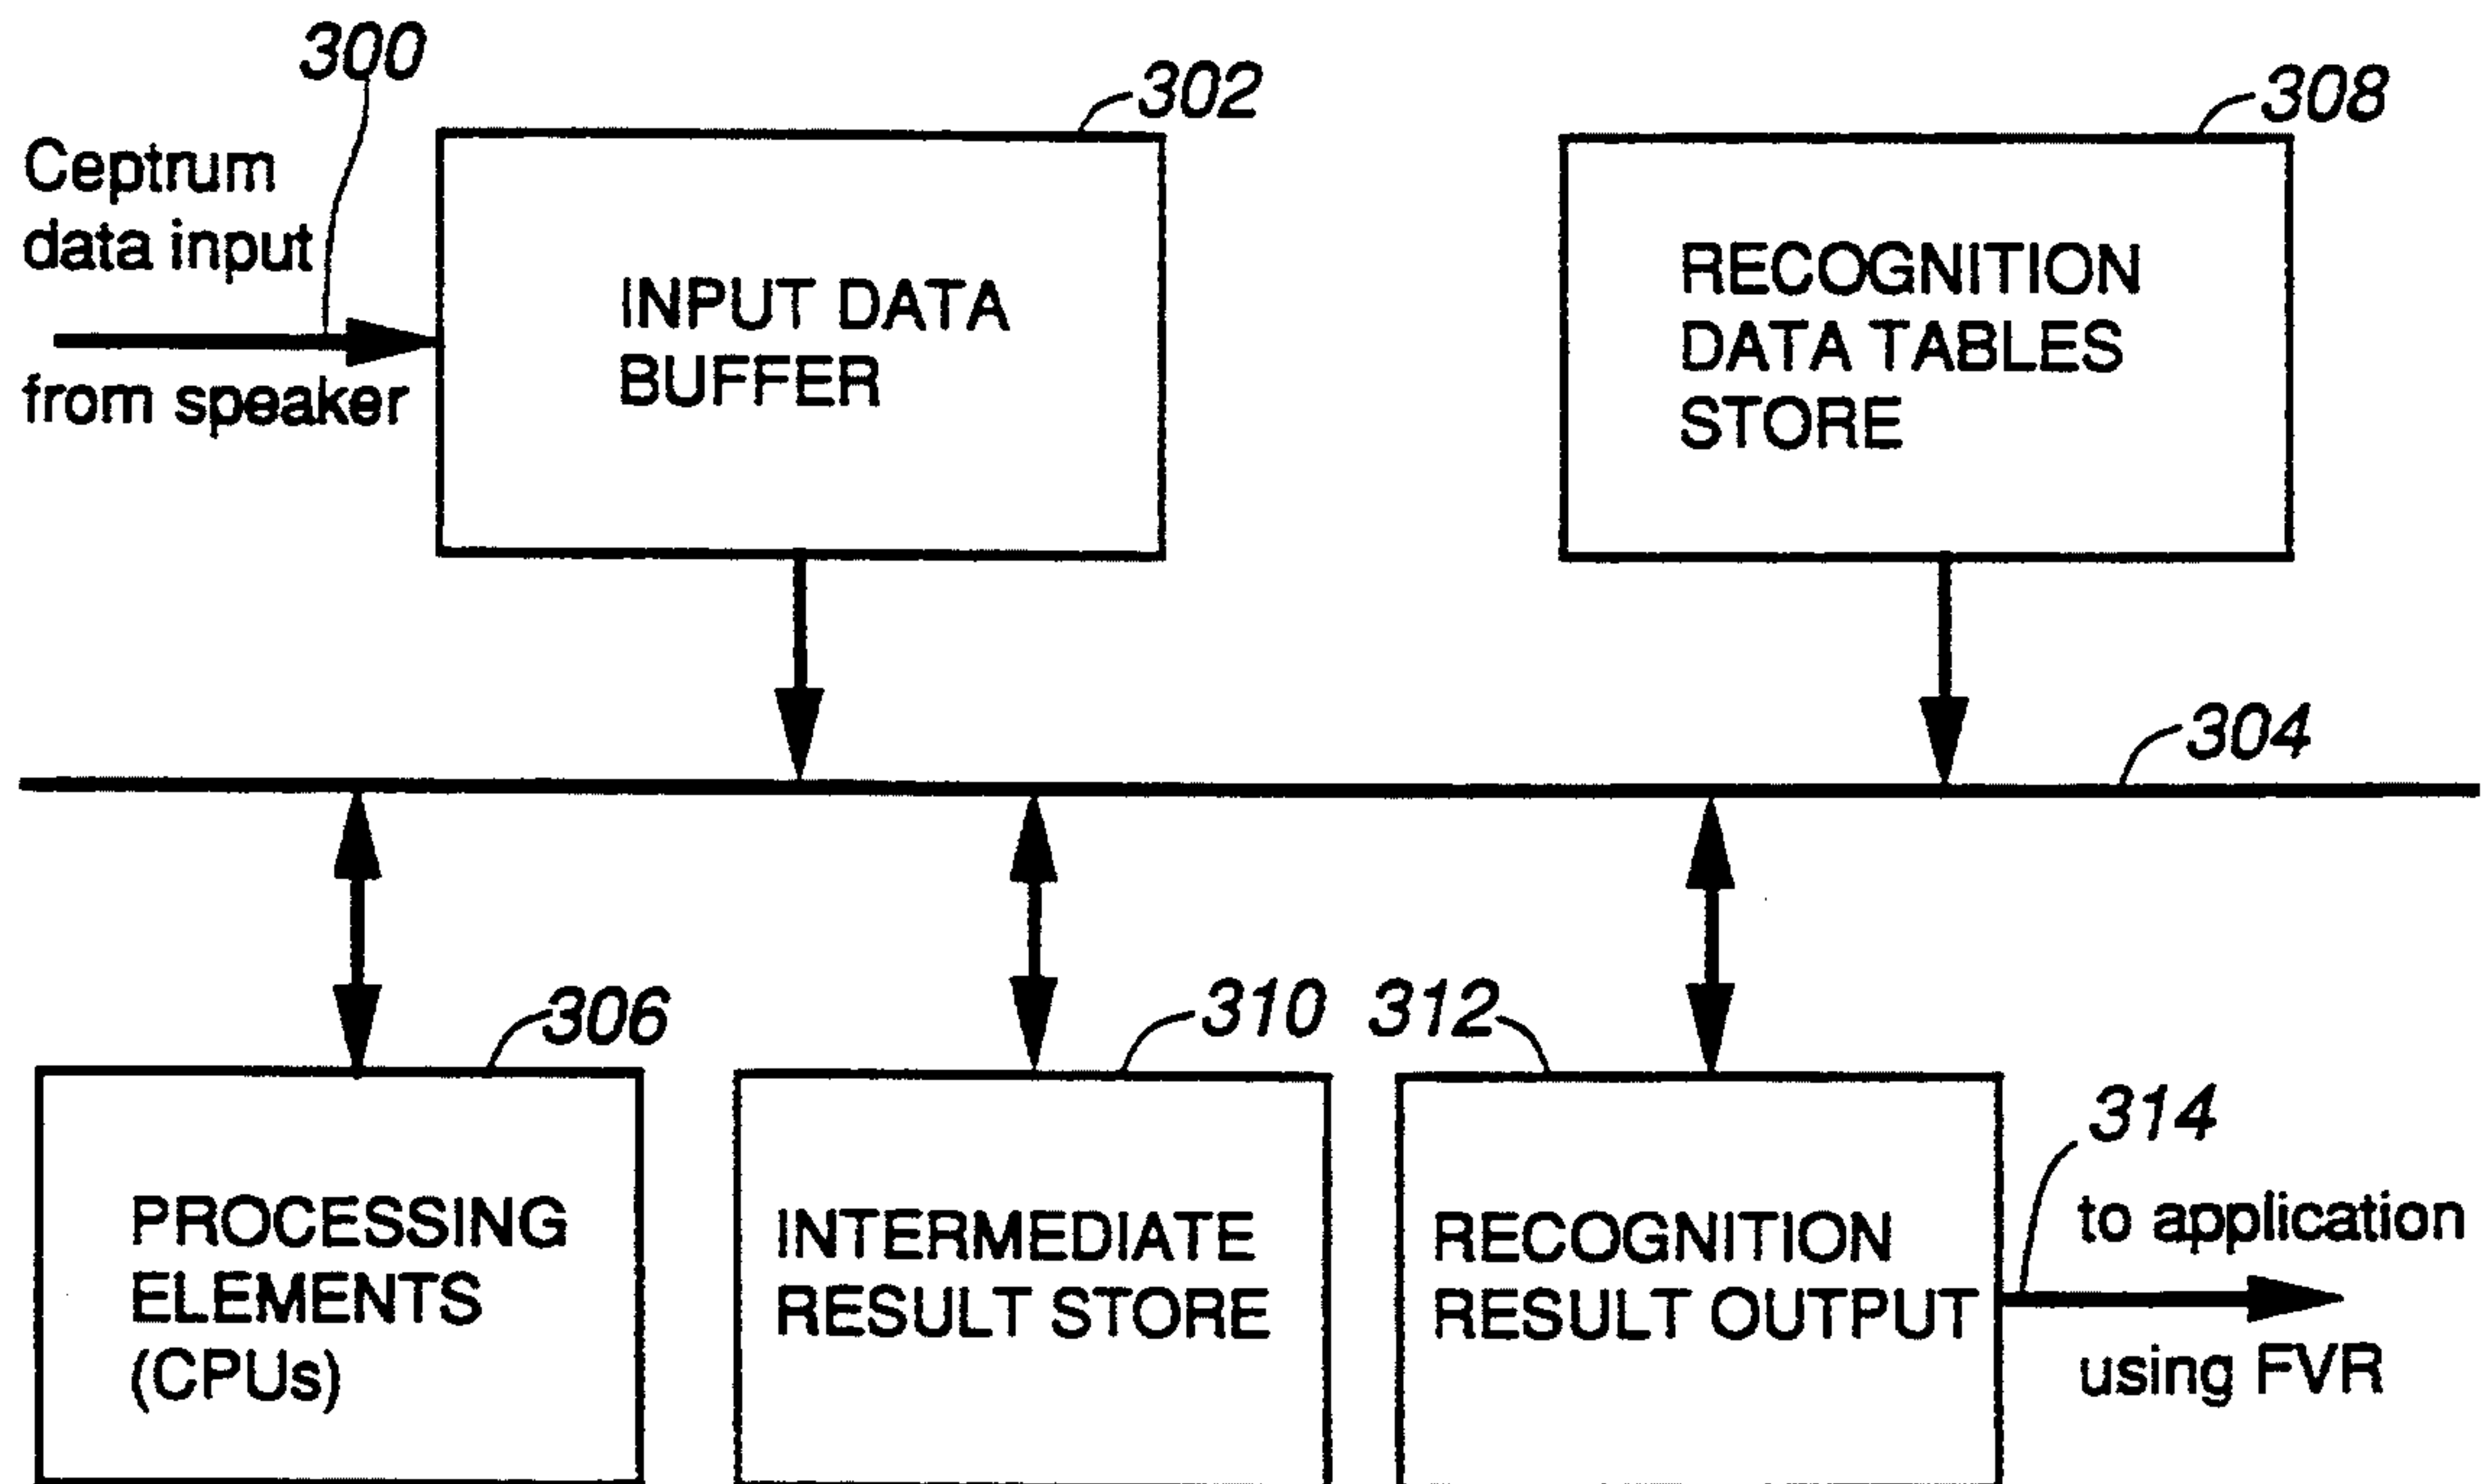 300
302
308
Ceptrum
data input
from speaker
INPUT DATA
BUFFER
RECOGNITION
DATA TABLES
STORE
304
306
310
312
314
PROCESSING
ELEMENTS
(CPUs)
INTERMEDIATE
RESULT STORE
RECOGNITION
RESULT OUTPUT
to application
using FVR